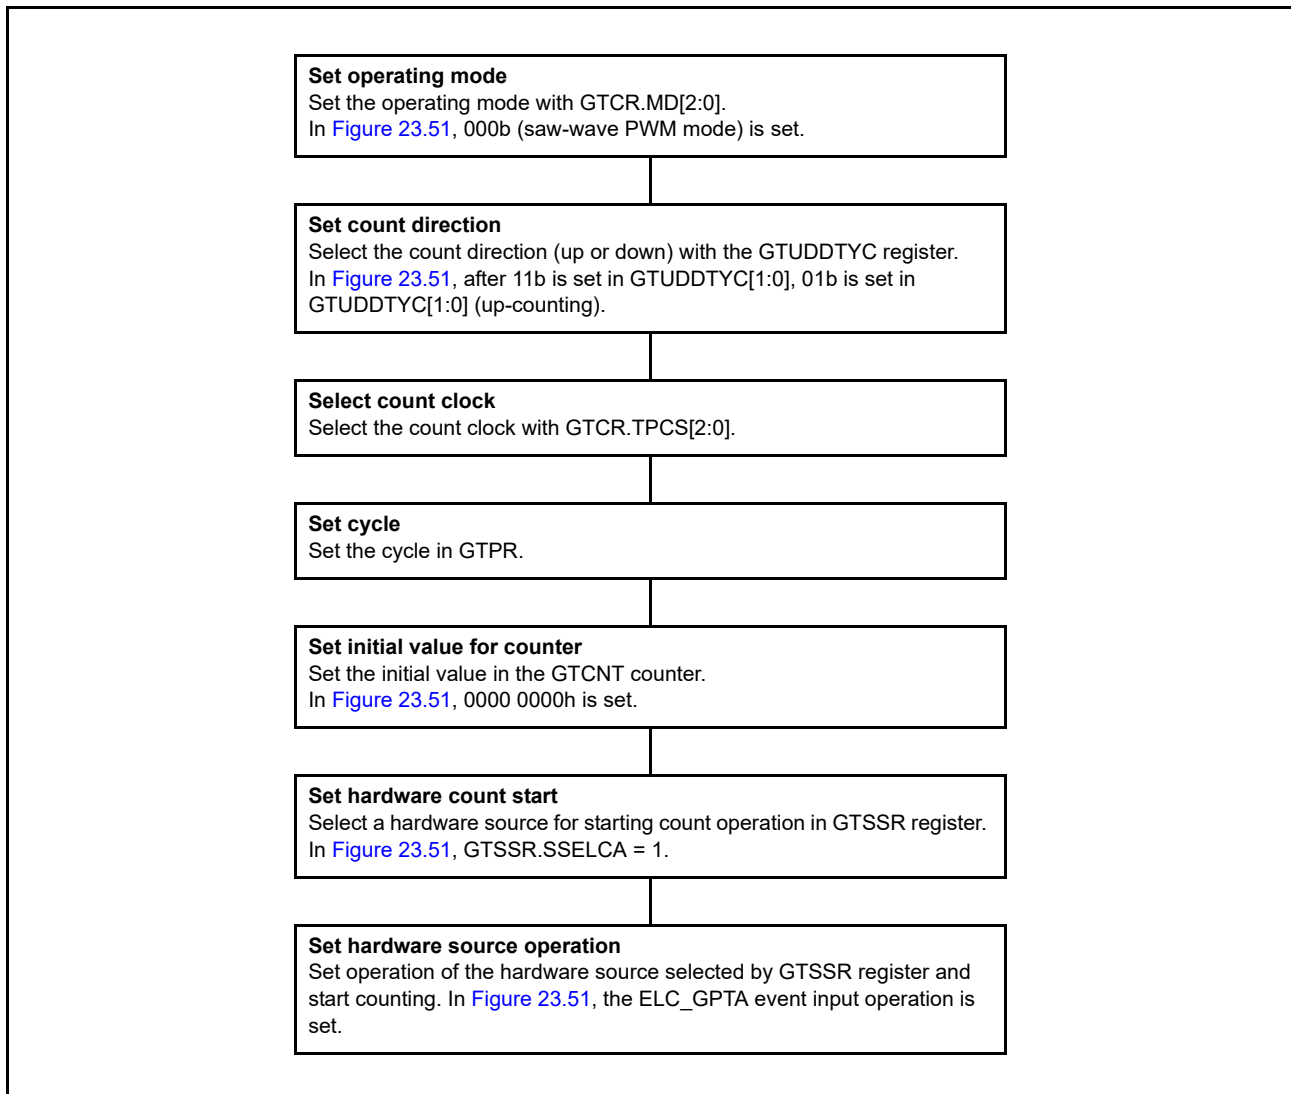 Set operating mode
Set the operating mode with GTCR.MD[2:0].
In Figure 23.51, 000b (saw-wave PWM mode) is set.
Set count direction
Select the count direction (up or down) with the GTUDDTYC register.
In Figure 23.51, after 11b is set in GTUDDTYC[1:0], 01b is set in
GTUDDTYC[1:0] (up-counting).
Select count clock
Select the count clock with GTCR.TPCS[2:0].
Set cycle
Set the cycle in GTPR.
Set initial value for counter
Set the initial value in the GTCNT counter.
In Figure 23.51, 0000 0000h is set.
Set hardware count start
Select a hardware source for starting count operation in GTSSR register.
In Figure 23.51, GTSSR.SSELCA = 1.
Set hardware source operation
Set operation of the hardware source selected by GTSSR register and
start counting. In Figure 23.51, the ELC_GPTA event input operation is
set.